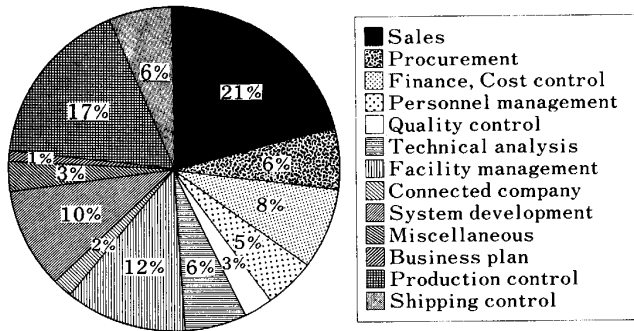 21%
6%
8%
5%
3%
6%
12%
2%
10%
3%
1%
17%
6%
Sales
Procurement
Finance, Cost control
Personnel management
Quality control
Technical analysis
Facility management
Connected company
System development
Miscellaneous
Business plan
Production control
Shipping control